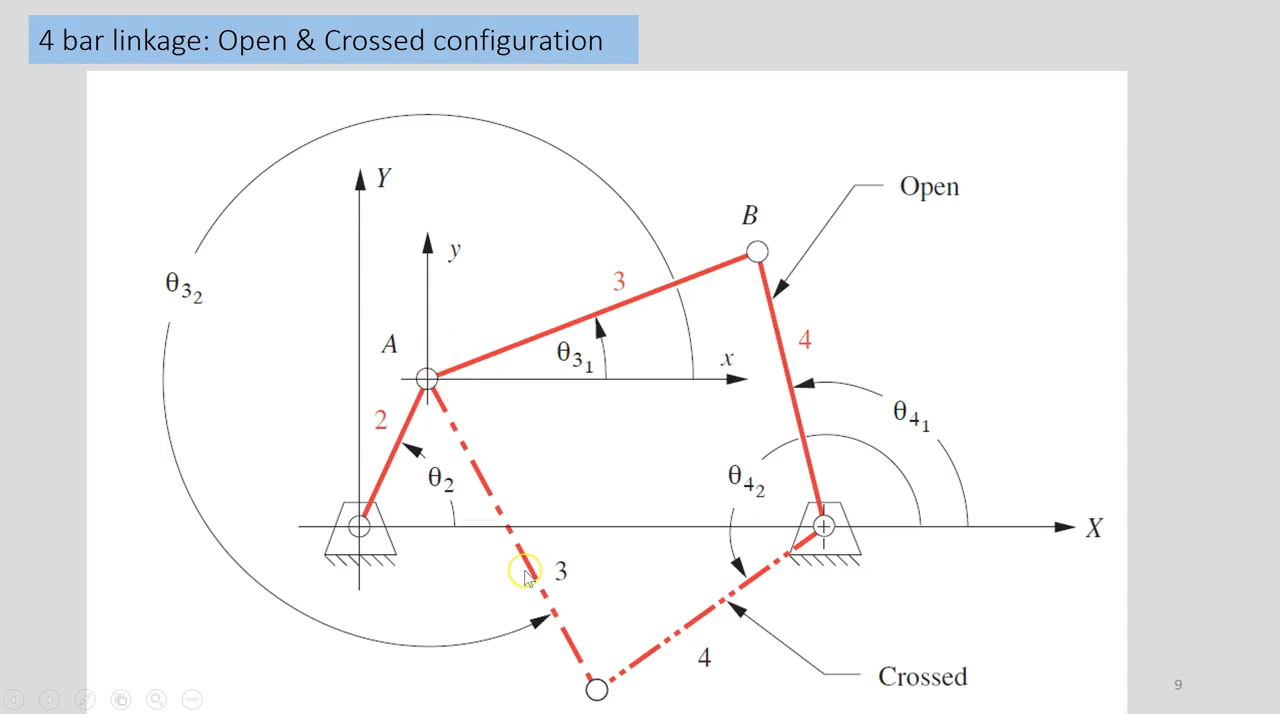 4 bar linkage: Open & Crossed configuration
Y
Open
B
y
3
θ32
A
4
θ31
x
2
θ41
θ2
θ42
X
3
4
Crossed
9